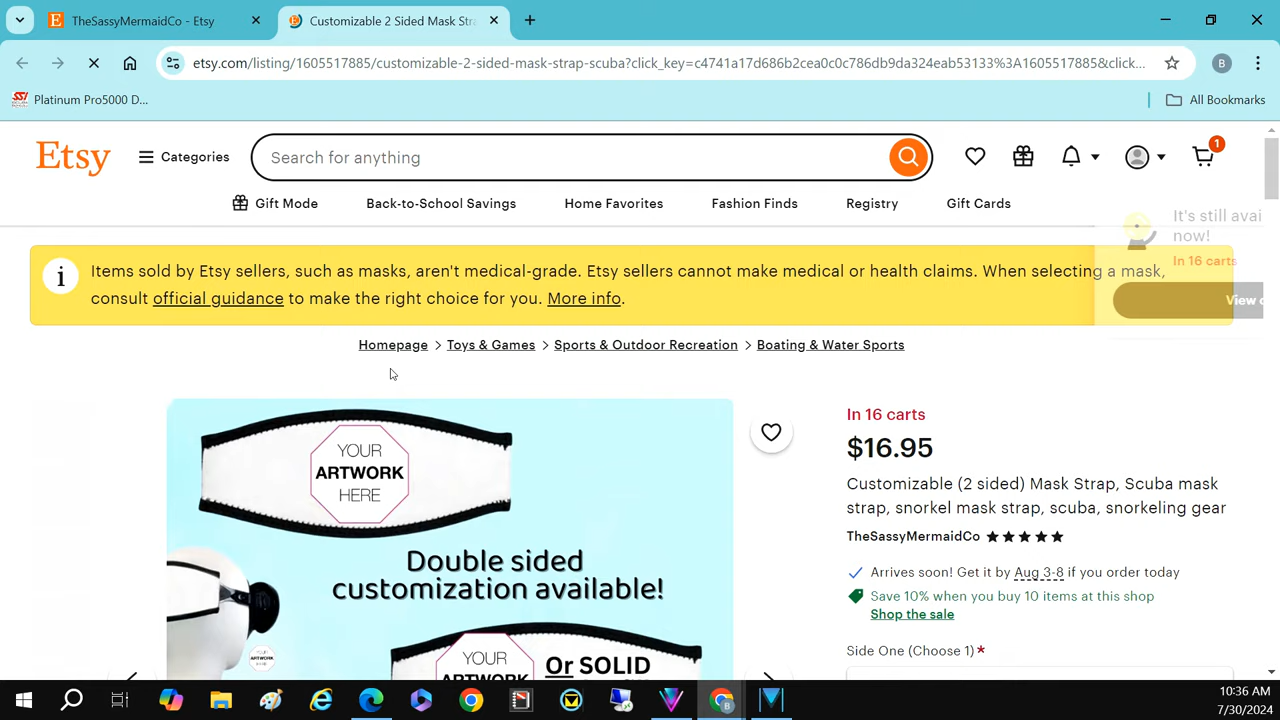 TheSassyMermaidCo - Etsy
Customizable 2 Sided Mask Stra
etsy.com/listing/1605517885/customizable-2-sided-mask-strap-scuba?click_key=c4741a17d686b2cea0c0c786db9da324eab53133%3A1605517885&click...
B
Platinum Pro5000 D...
All Bookmarks
Etsy
Categories
Search for anything
1
Gift Mode
Back-to-School Savings
Home Favorites
Fashion Finds
Registry
Gift Cards
It's still avai
now!
In 16 carts
View
Items sold by Etsy sellers, such as masks, aren't medical-grade. Etsy sellers cannot make medical or health claims. When selecting a mask,
consult official guidance to make the right choice for you. More info.
Homepage > Toys & Games > Sports & Outdoor Recreation > Boating & Water Sports
YOUR
ARTWORK
HERE
Double sided
customization available!
YOUR
ARTWORK
Or SOLID
In 16 carts
$16.95
Customizable (2 sided) Mask Strap, Scuba mask
strap, snorkel mask strap, scuba, snorkeling gear
TheSassyMermaidCo ★★★★★
Arrives soon! Get it by Aug 3-8 if you order today
Save 10% when you buy 10 items at this shop
Shop the sale
Side One (Choose 1) *
10:36 AM
7/30/2024